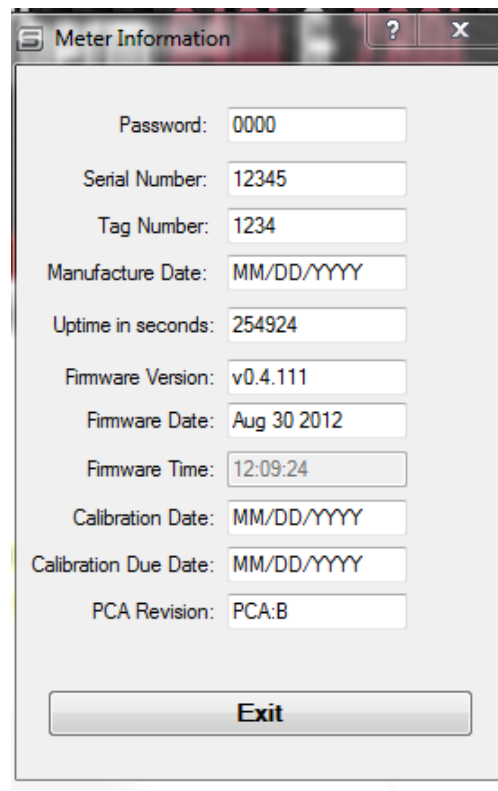 Meter Information ? x
Password: 0000
Serial Number: 12345
Tag Number: 1234
Manufacture Date: MM/DD/YYYY
Uptime in seconds: 254924
Firmware Version: v0.4.111
Firmware Date: Aug 30 2012
Firmware Time: 12:09:24
Calibration Date: MM/DD/YYYY
Calibration Due Date: MM/DD/YYYY
PCA Revision: PCA:B
Exit